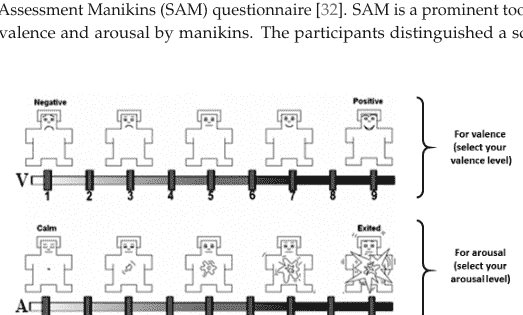 Assessment Manikins (SAM) questionnaire [32]. SAM is a prominent too
valence and arousal by manikins. The participants distinguished a sc
Negative
Positive
For valence
(select your
valence level)
V
1 2 3 4 5 6 7 8 9
Calm
Exited
For arousal
(select your
arousal level)
A